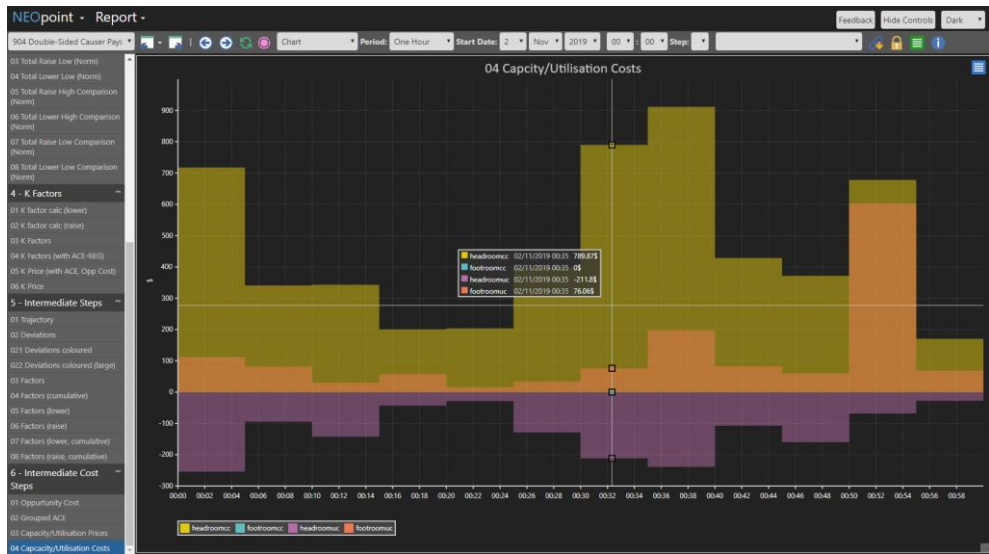 NEOpoint - Report -
Feedback Hide Controls Dark
904 Double-Sided Causer Pays Chart Period: One Hour Start Date: 2 Nov 2019 00 : 00 Step:
03 Total Raise Low (Norm)
04 Total Lower Low (Norm)
05 Total Raise High Comparison
(Norm)
06 Total Lower High Comparison
(Norm)
07 Total Raise Low Comparison
(Norm)
08 Total Lower Low Comparison
(Norm)
4 - K Factors
01 K factor calc (lower)
02 K factor calc (raise)
03 K Factors
04 K Factors (with ACE-REG)
05 K Price (with ACE, Opp Cost)
06 K Price
5 - Intermediate Steps
01 Trajectory
02 Deviations
021 Deviations coloured
022 Deviations coloured (large)
03 Factors
04 Factors (cumulative)
05 Factors (lower)
06 Factors (raise)
07 Factors (lower, cumulative)
08 Factors (raise, cumulative)
6 - Intermediate Cost
Steps
01 Oppurtunity Cost
02 Grouped ACE
03 Capacity/Utilisation Prices
04 Capcacity/Utilisation Costs
04 Capcity/Utilisation Costs
900
800
700
600
500
400
300
200
100
0
-100
-200
-300
$
headroomcc 02/11/2019 00:35 789.87$
footroomcc 02/11/2019 00:35 0$
headroomuc 02/11/2019 00:35 -211.8$
footroomuc 02/11/2019 00:35 76.06$
00:00 00:02 00:04 00:06 00:08 00:10 00:12 00:14 00:16 00:18 00:20 00:22 00:24 00:26 00:28 00:30 00:32 00:34 00:36 00:38 00:40 00:42 00:44 00:46 00:48 00:50 00:52 00:54 00:56 00:58
headroomcc footroomcc headroomuc footroomuc